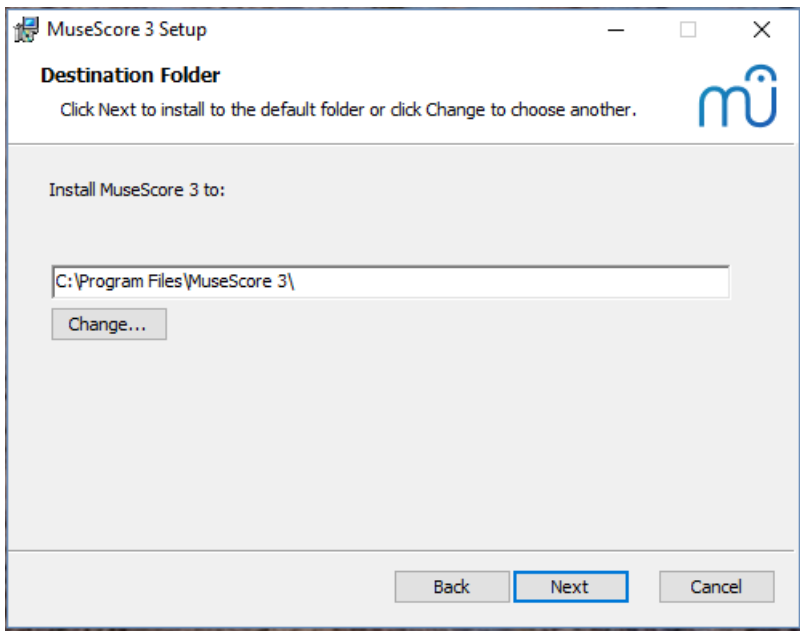 MuseScore 3 Setup
Destination Folder
Click Next to install to the default folder or click Change to choose another.
Install MuseScore 3 to:
C:\Program Files\MuseScore 3\
Change...
Back Next Cancel